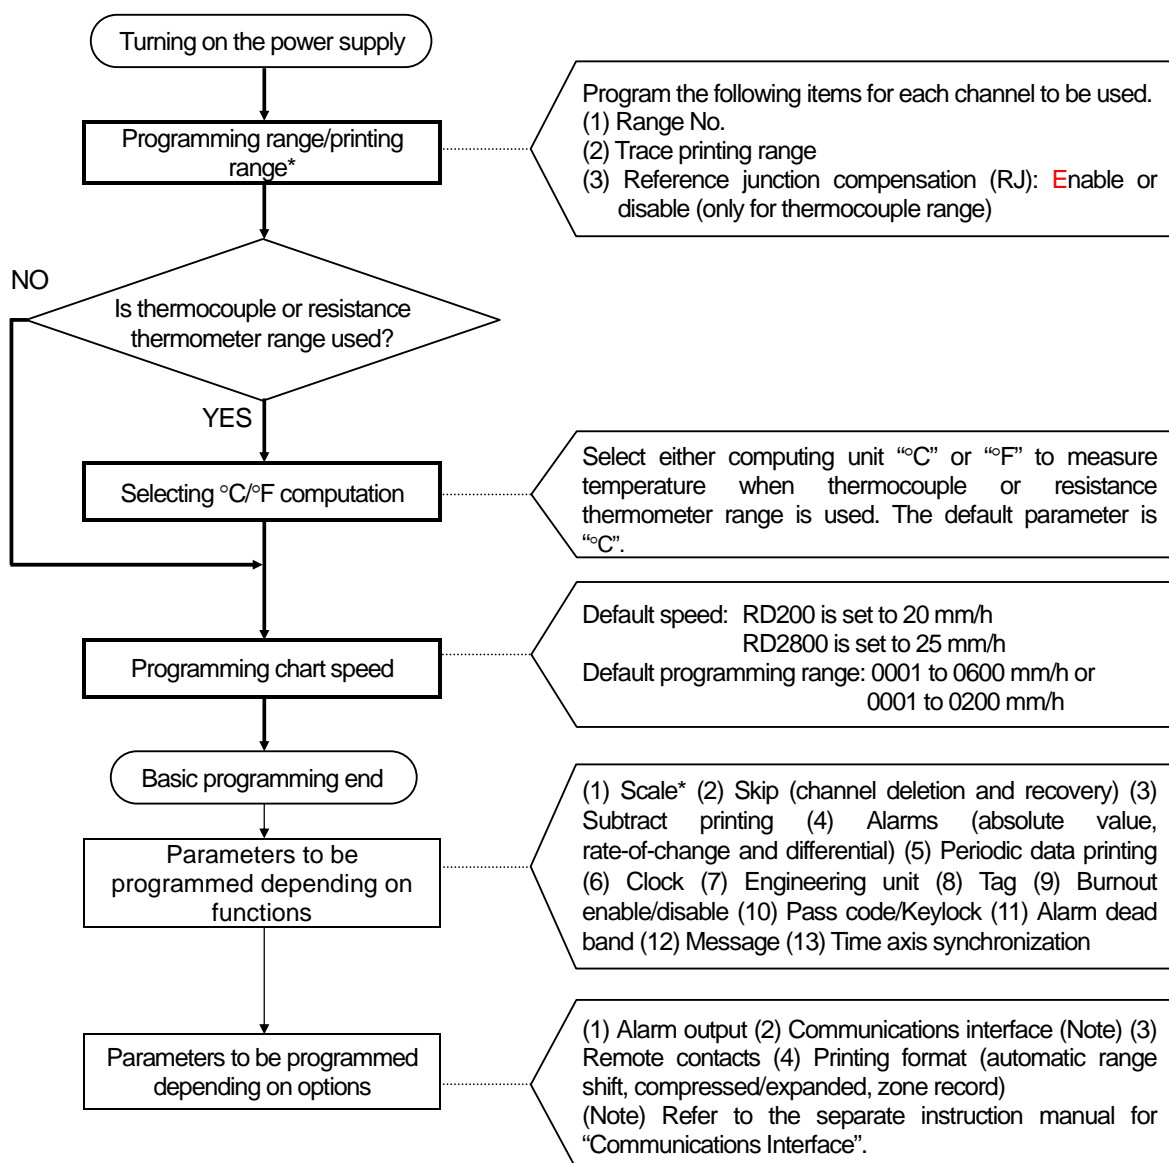 Turning on the power supply
Programming range/printing
range*
Program the following items for each channel to be used.
(1) Range No.
(2) Trace printing range
(3) Reference junction compensation (RJ): Enable or
disable (only for thermocouple range)
NO
Is thermocouple or resistance
thermometer range used?
YES
Selecting °C/°F computation
Select either computing unit “°C” or “°F” to measure
temperature when thermocouple or resistance
thermometer range is used. The default parameter is
“°C”.
Programming chart speed
Default speed: RD200 is set to 20 mm/h
RD2800 is set to 25 mm/h
Default programming range: 0001 to 0600 mm/h or
0001 to 0200 mm/h
Basic programming end
Parameters to be
programmed depending on
functions
(1) Scale* (2) Skip (channel deletion and recovery) (3)
Subtract printing (4) Alarms (absolute value,
rate-of-change and differential) (5) Periodic data printing
(6) Clock (7) Engineering unit (8) Tag (9) Burnout
enable/disable (10) Pass code/Keylock (11) Alarm dead
band (12) Message (13) Time axis synchronization
Parameters to be programmed
depending on options
(1) Alarm output (2) Communications interface (Note) (3)
Remote contacts (4) Printing format (automatic range
shift, compressed/expanded, zone record)
(Note) Refer to the separate instruction manual for
“Communications Interface”.